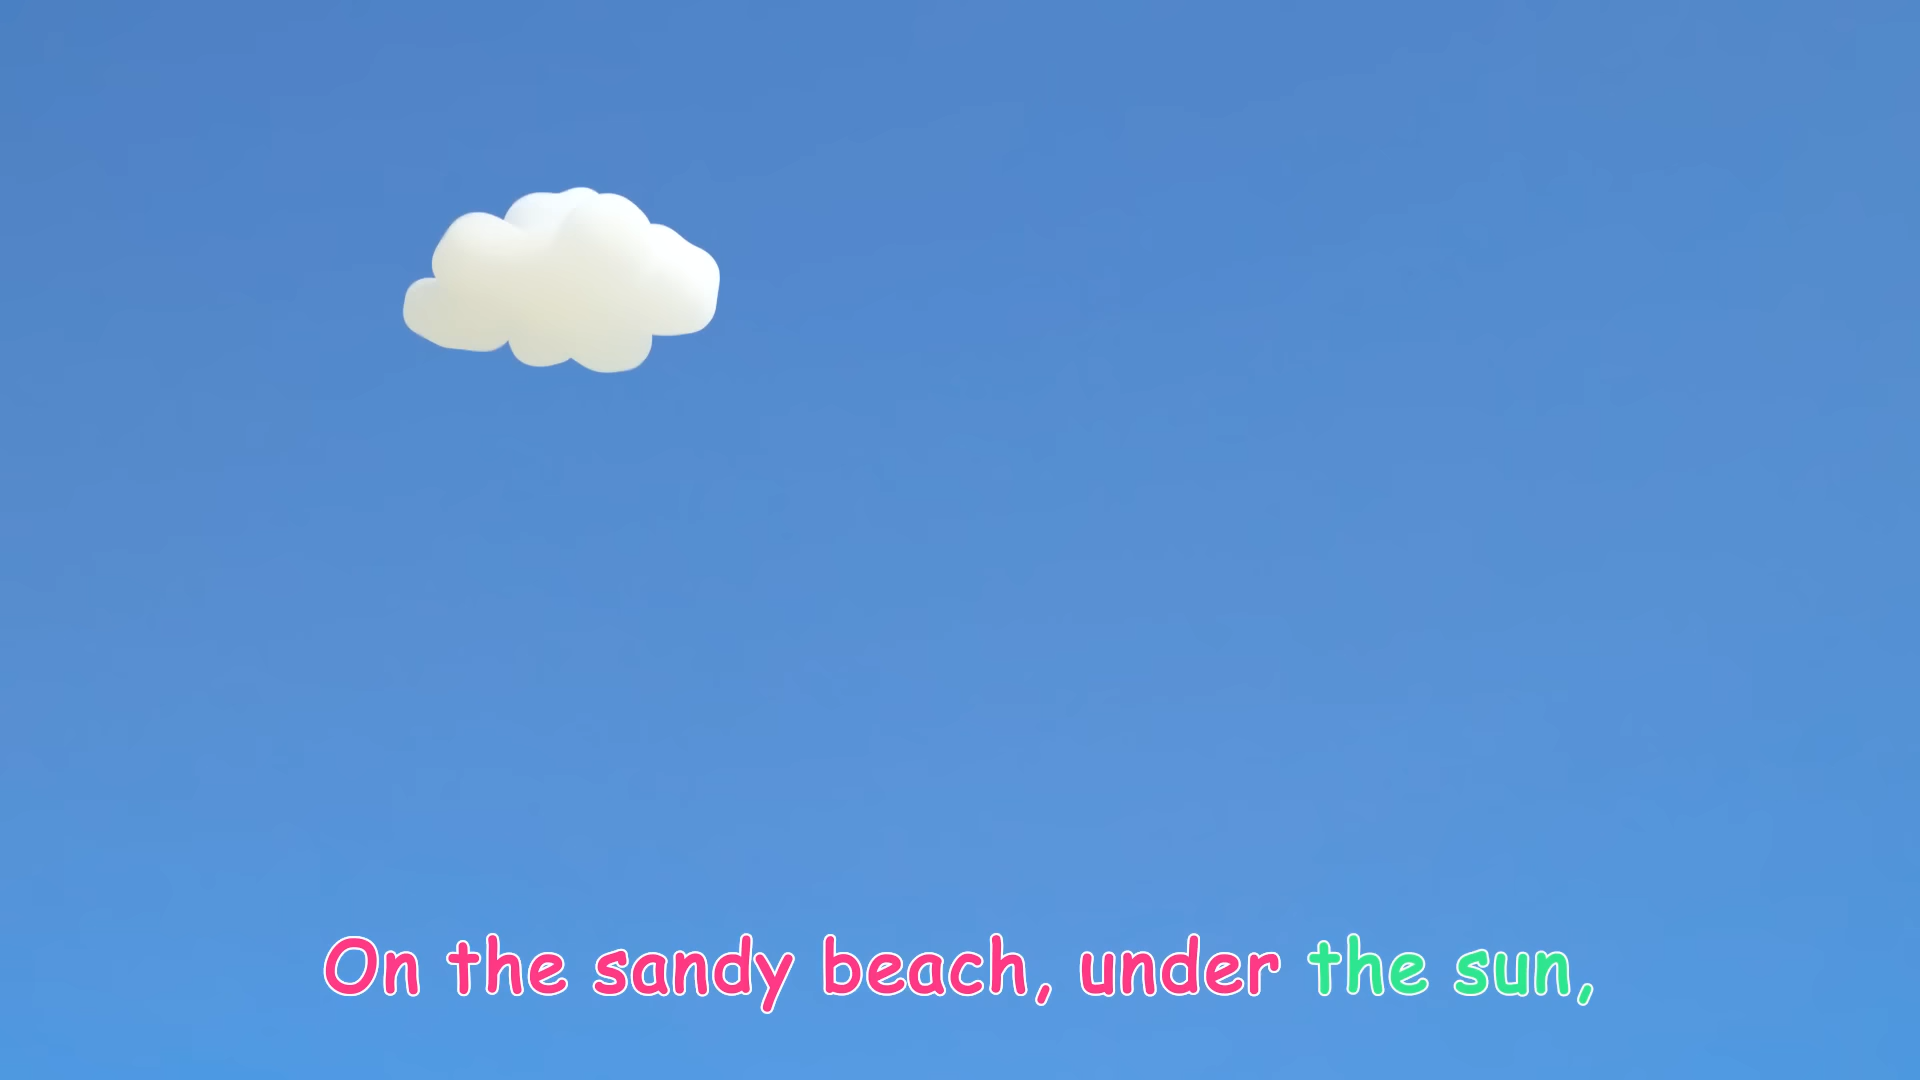 On the sandy beach, under the sun,